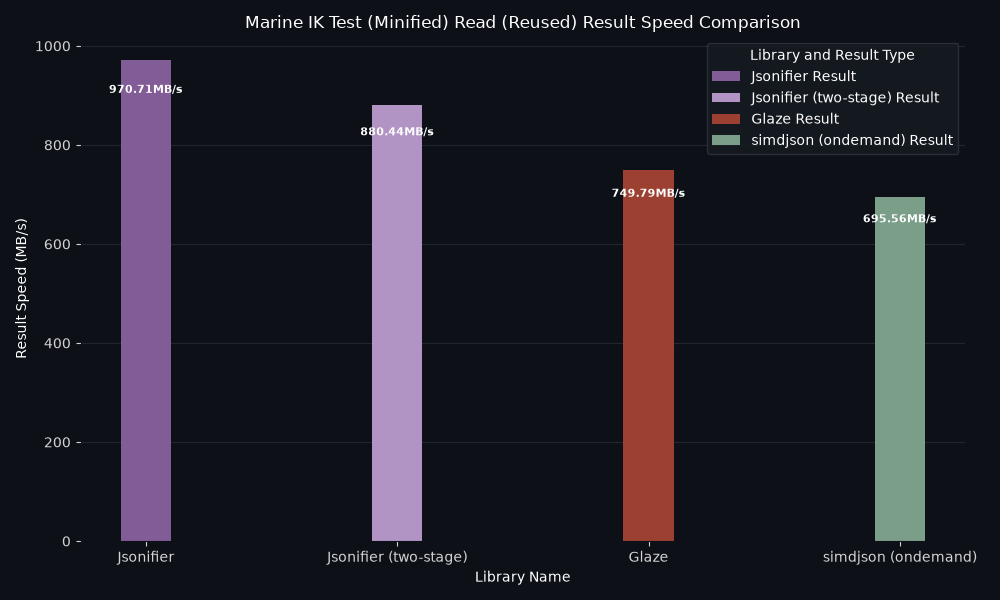 Marine IK Test (Minified) Read (Reused) Result Speed Comparison
Library and Result Type
Jsonifier Result
Jsonifier (two-stage) Result
Glaze Result
simdjson (ondemand) Result
Result Speed (MB/s)
1000
800
600
400
200
0
970.71MB/s
880.44MB/s
749.79MB/s
695.56MB/s
Jsonifier
Jsonifier (two-stage)
Glaze
simdjson (ondemand)
Library Name